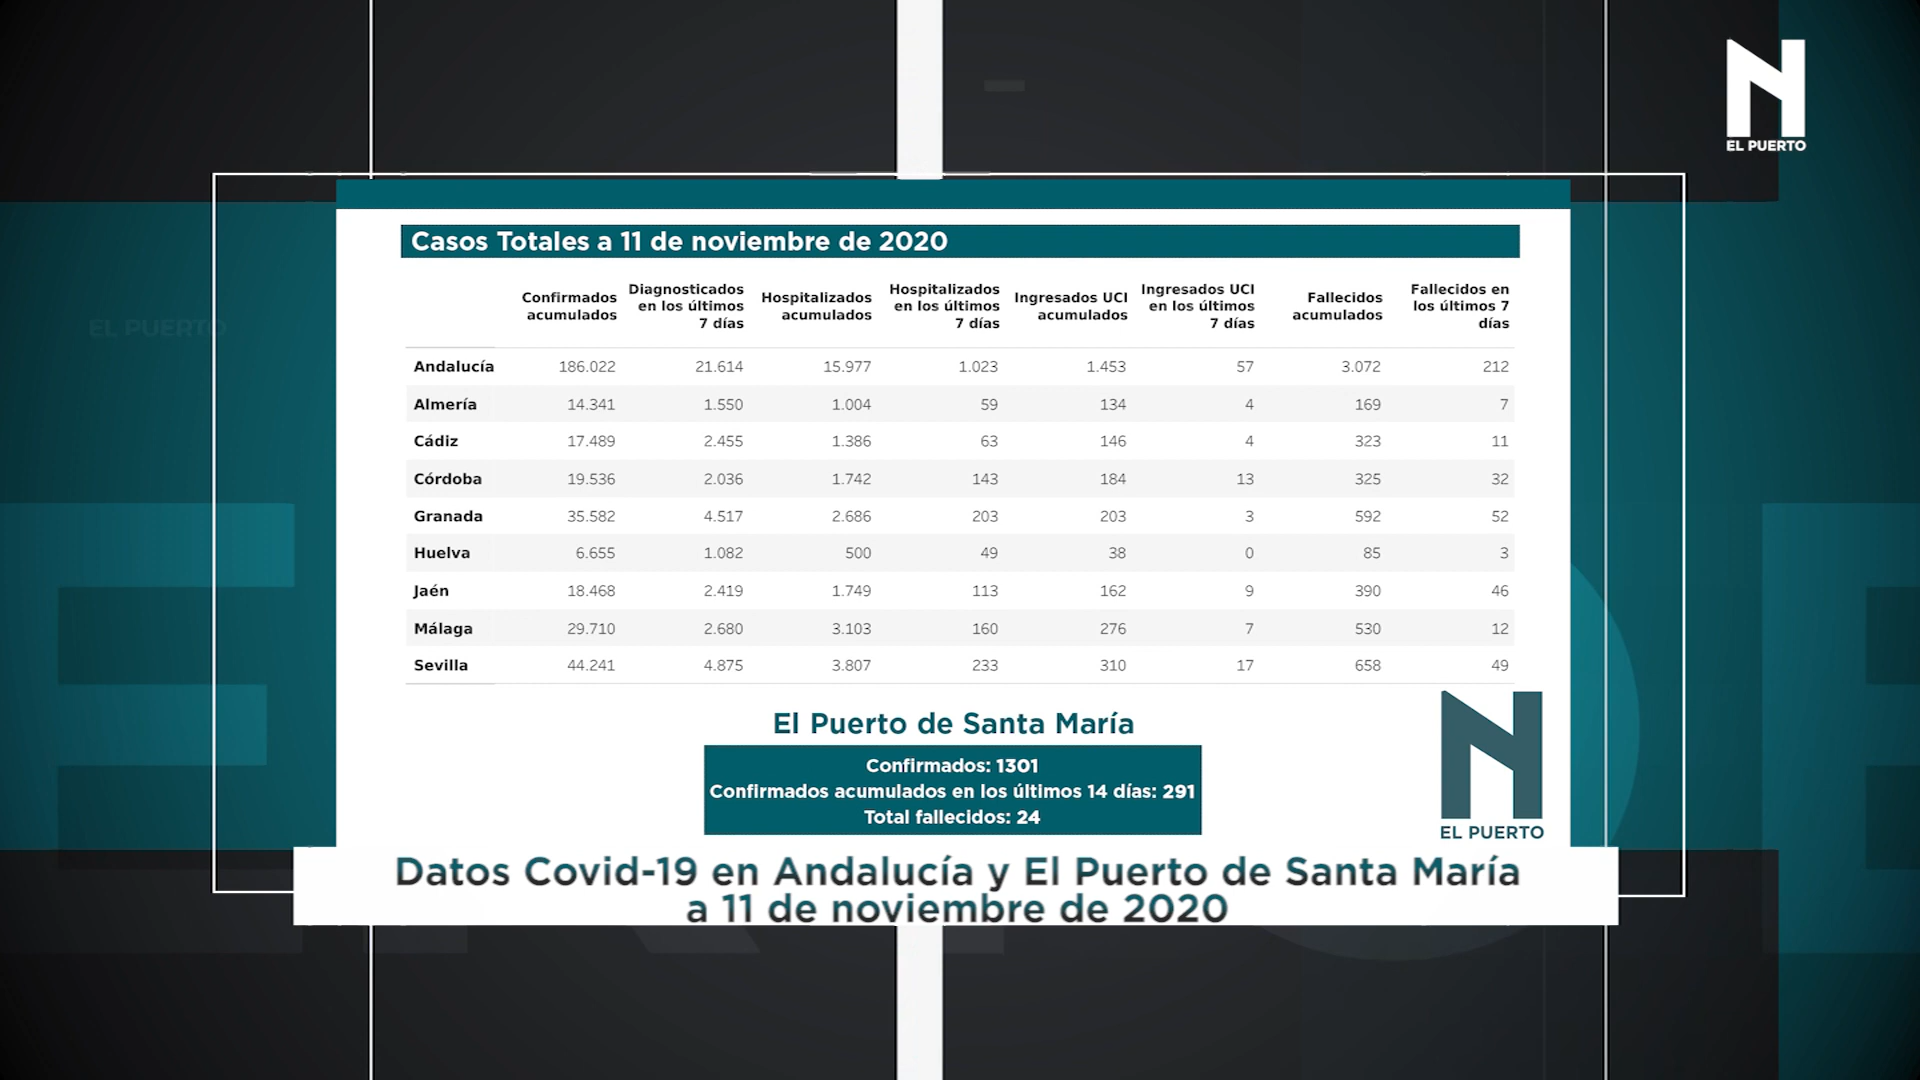 N
EL PUERTO
Casos Totales a 11 de noviembre de 2020
Confirmados acumulados Diagnosticados en los últimos 7 días Hospitalizados acumulados Hospitalizados en los últimos 7 días Ingresados UCI acumulados Ingresados UCI en los últimos 7 días Fallecidos acumulados Fallecidos en los últimos 7 días
Andalucía 186.022 21.614 15.977 1.023 1.453 57 3.072 212
Almería 14.341 1.550 1.004 59 134 4 169 7
Cádiz 17.489 2.455 1.386 63 146 4 323 11
Córdoba 19.536 2.036 1.742 143 184 13 325 32
Granada 35.582 4.517 2.686 203 203 3 592 52
Huelva 6.655 1.082 500 49 38 0 85 3
Jaén 18.468 2.419 1.749 113 162 9 390 46
Málaga 29.710 2.680 3.103 160 276 7 530 12
Sevilla 44.241 4.875 3.807 233 310 17 658 49
El Puerto de Santa María
Confirmados: 1301
Confirmados acumulados en los últimos 14 días: 291
Total fallecidos: 24
N
EL PUERTO
Datos Covid-19 en Andalucía y El Puerto de Santa María
a 11 de noviembre de 2020
EL PUERTO